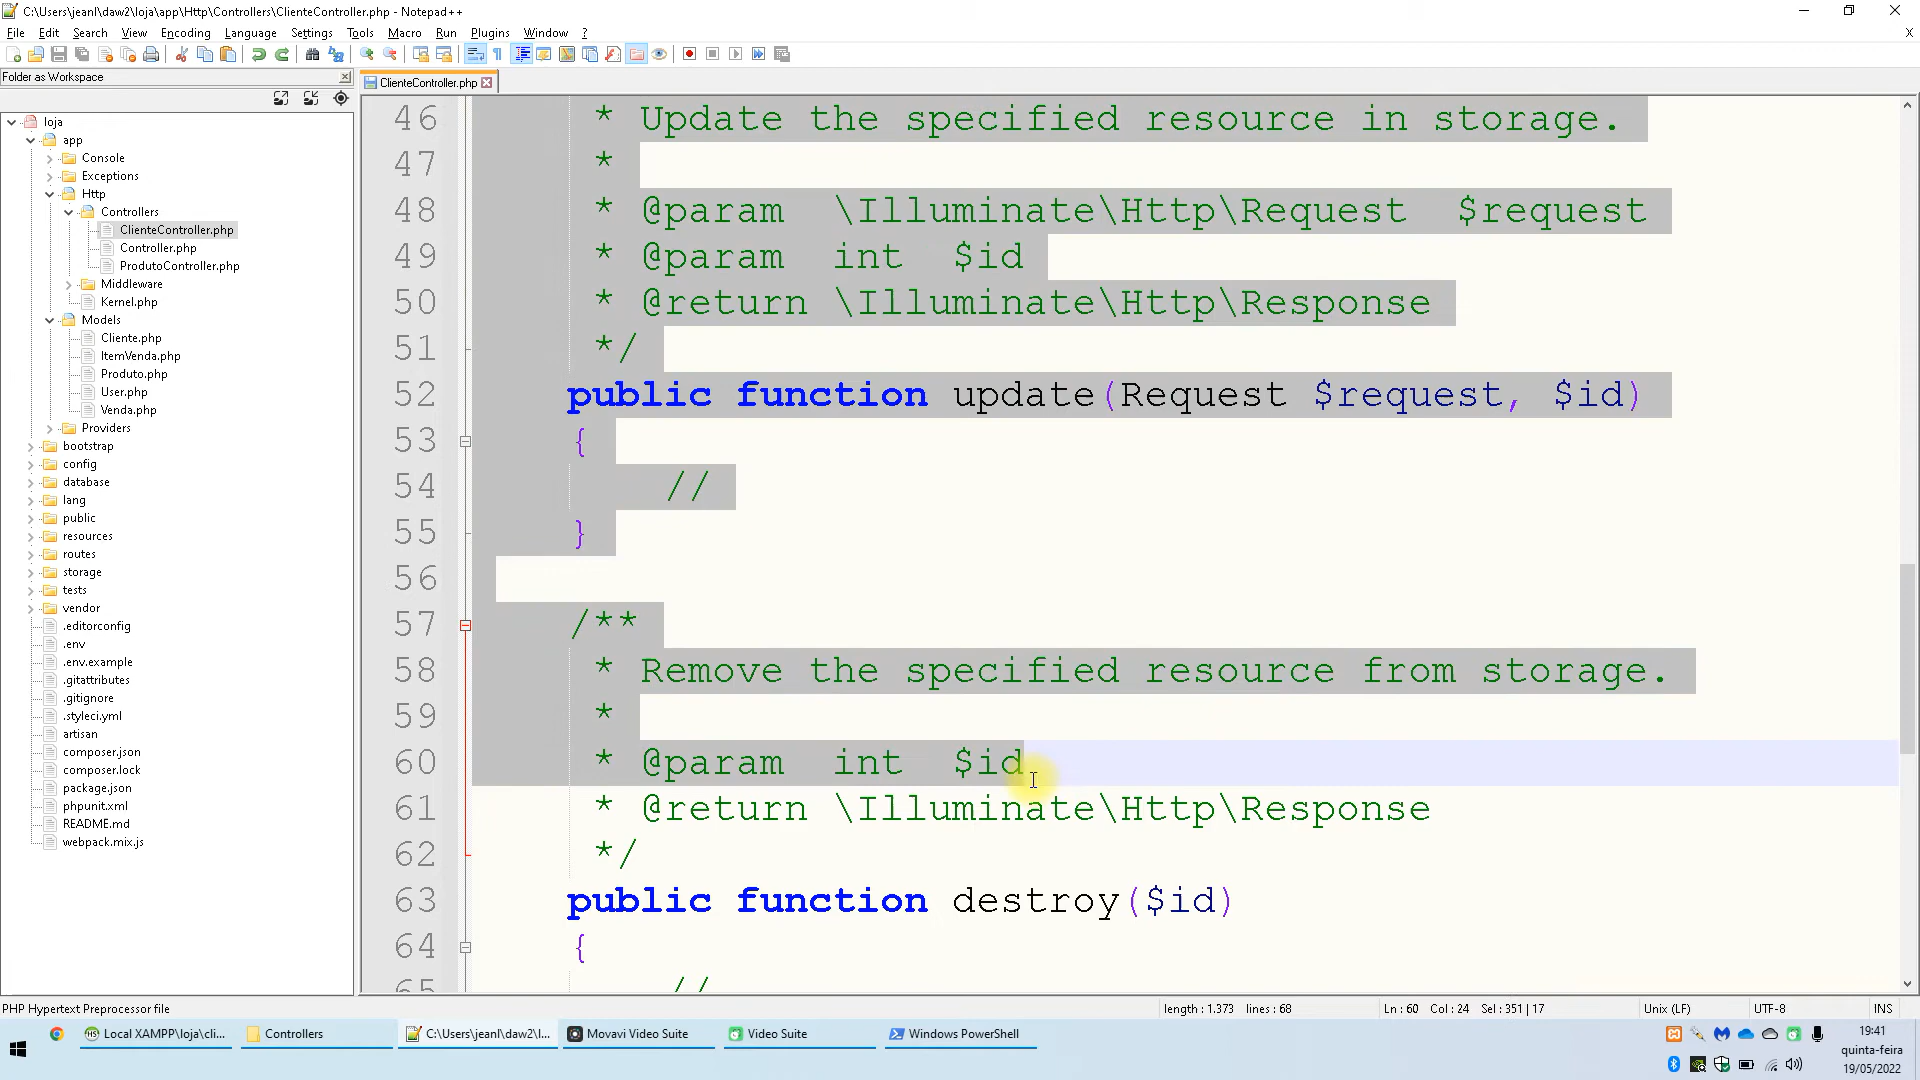 C:\Users\jeanl\daw2\loja\app\Http\Controllers\ClienteController.php - Notepad++
File Edit Search View Encoding Language Settings Tools Macro Run Plugins Window ? X
Folder as Workspace
ClienteController.php
loja
app
Console
Exceptions
Http
Controllers
ClienteController.php
Controller.php
ProdutoController.php
Middleware
Kernel.php
Models
Cliente.php
ItemVenda.php
Produto.php
User.php
Venda.php
Providers
bootstrap
config
database
lang
public
resources
routes
storage
tests
vendor
.editorconfig
.env
.env.example
.gitattributes
.gitignore
.styleci.yml
artisan
composer.json
composer.lock
package.json
phpunit.xml
README.md
webpack.mix.js
46 * Update the specified resource in storage.
47 *
48 * @param \Illuminate\Http\Request $request
49 * @param int $id
50 * @return \Illuminate\Http\Response
51 */
52 public function update(Request $request, $id)
53 {
54 //
55 }
56
57 /**
58 * Remove the specified resource from storage.
59 *
60 * @param int $id
61 * @return \Illuminate\Http\Response
62 */
63 public function destroy($id)
64 {
65 //
PHP Hypertext Preprocessor file length : 1.373 lines : 68 Ln : 60 Col : 24 Sel : 351 | 17 Unix (LF) UTF-8 INS
Local XAMPP\loja\cli... Controllers C:\Users\jeanl\daw2\l... Movavi Video Suite Video Suite Windows PowerShell
19:41
quinta-feira
19/05/2022